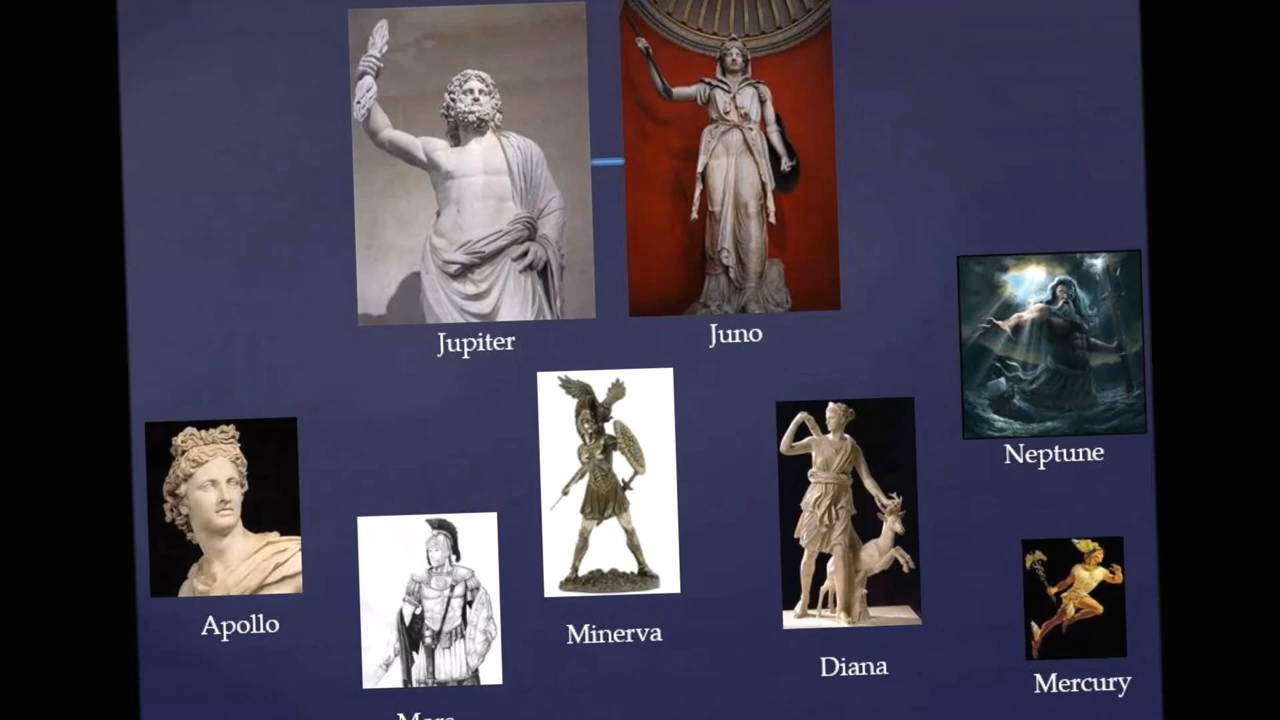 Jupiter
Juno
Neptune
Apollo
Minerva
Diana
Mercury